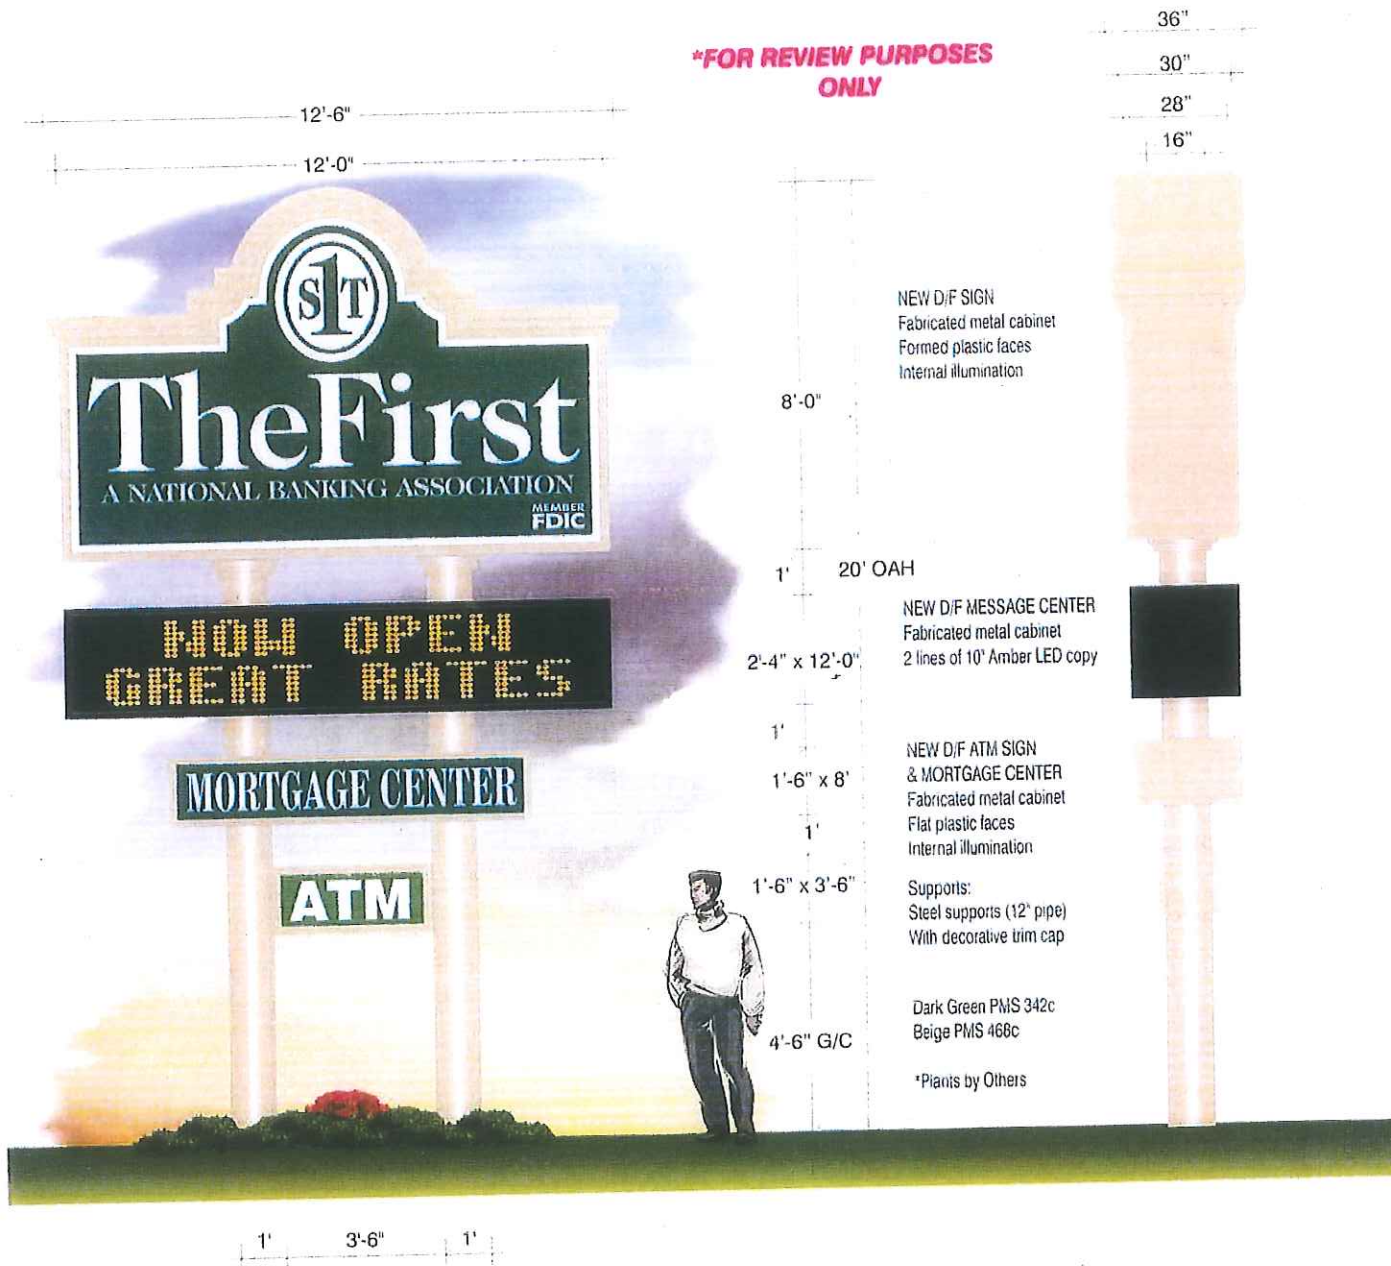 *FOR REVIEW PURPOSES
ONLY
36"
30"
28"
16"
12'-6"
12'-0"
S1T
TheFirst
A NATIONAL BANKING ASSOCIATION
MEMBER
FDIC
NOW OPEN
GREAT RATES
MORTGAGE CENTER
ATM
8'-0"
1'
20' OAH
2'-4" x 12'-0"
1'
1'-6" x 8'
1'
1'-6" x 3'-6"
4'-6" G/C
NEW D/F SIGN
Fabricated metal cabinet
Formed plastic faces
Internal illumination
NEW D/F MESSAGE CENTER
Fabricated metal cabinet
2 lines of 10" Amber LED copy
NEW D/F ATM SIGN
& MORTGAGE CENTER
Fabricated metal cabinet
Flat plastic faces
Internal illumination
Supports:
Steel supports (12" pipe)
With decorative trim cap
Dark Green PMS 342c
Beige PMS 468c
*Plants by Others
1' 3'-6" 1'